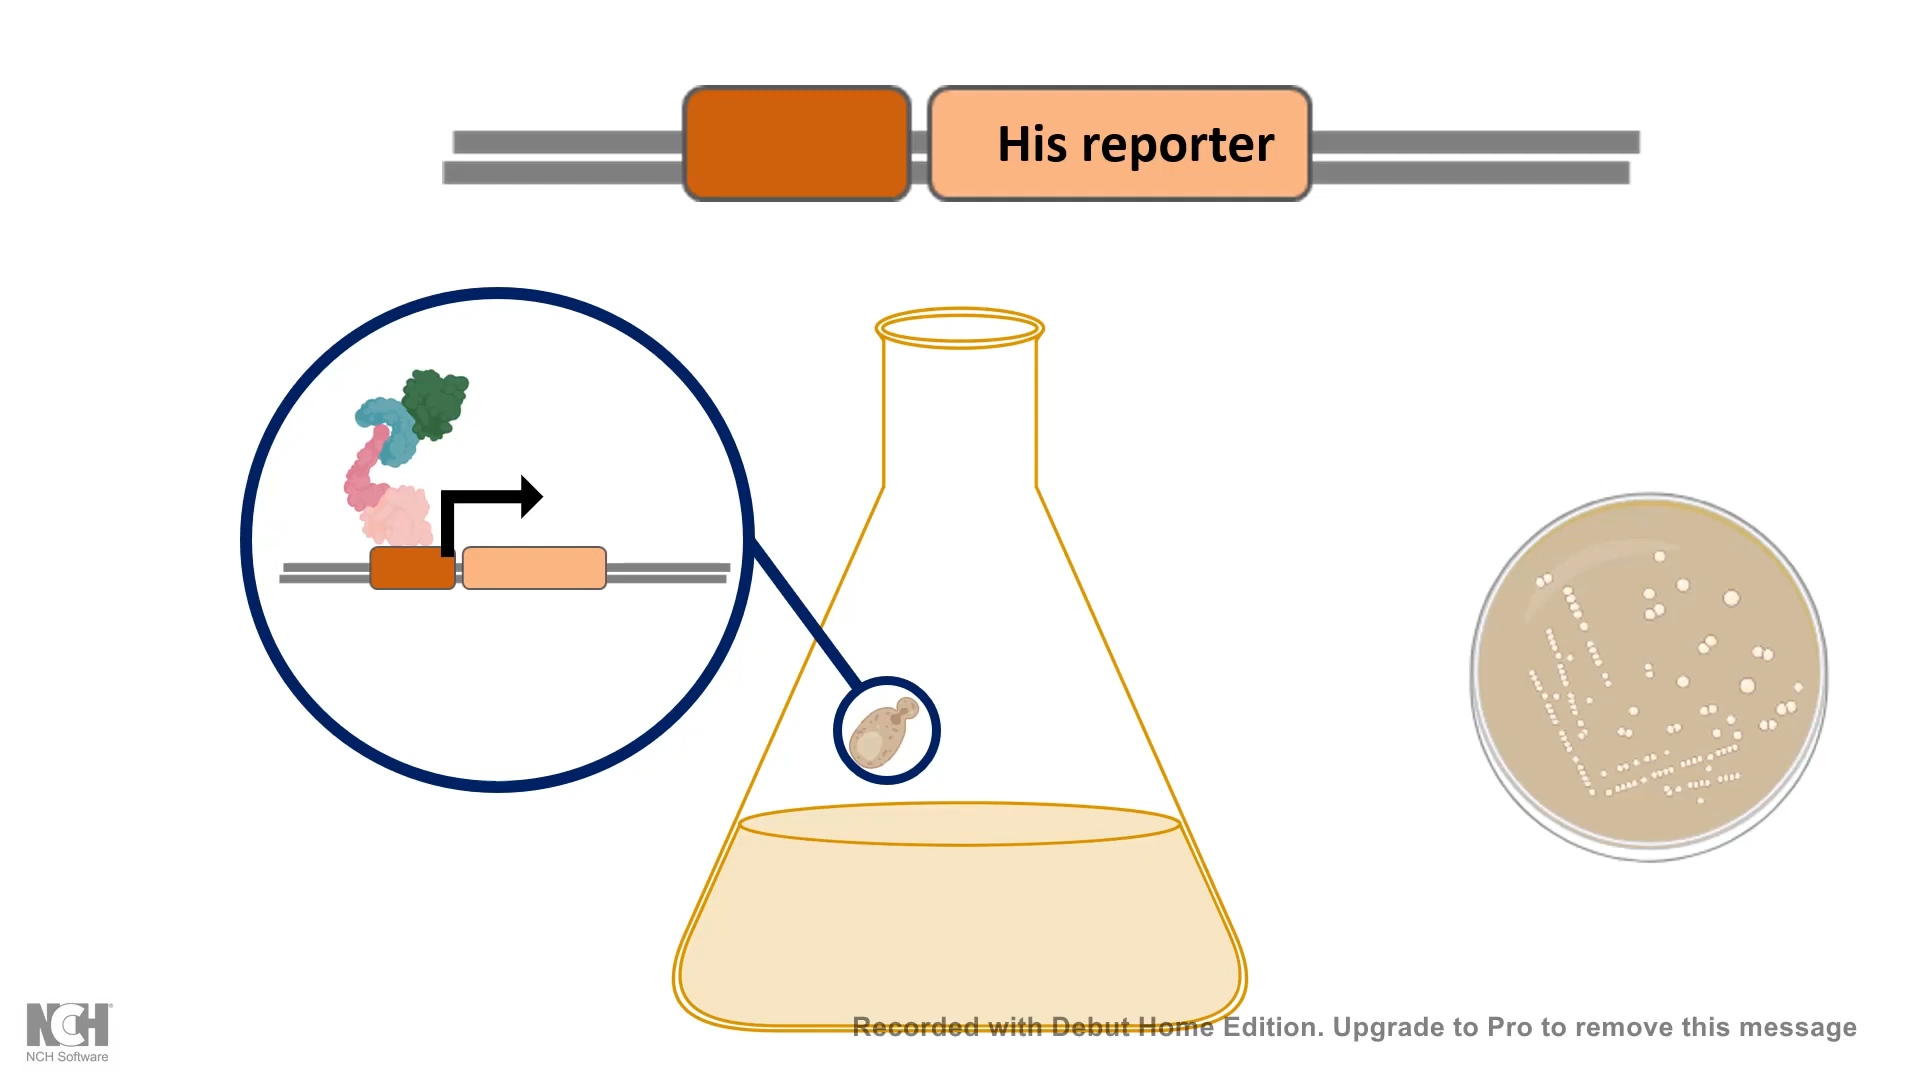 His reporter
NCH
NCH Software
Recorded with Debut Home Edition. Upgrade to Pro to remove this message